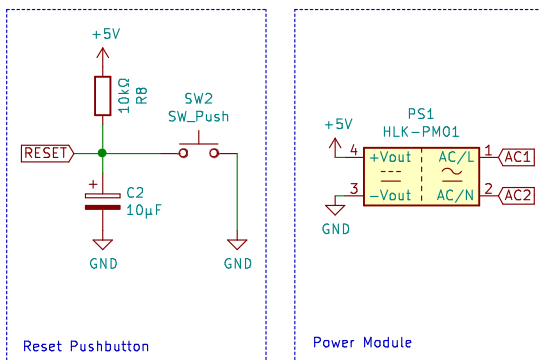 +5V
10kΩ
R8
SW2
SW_Push
RESET
+
C2
10µF
GND
GND
Reset Pushbutton
PS1
HLK-PM01
+5V
4
+Vout
AC/L
1
AC1
3
-Vout
AC/N
2
AC2
GND
Power Module